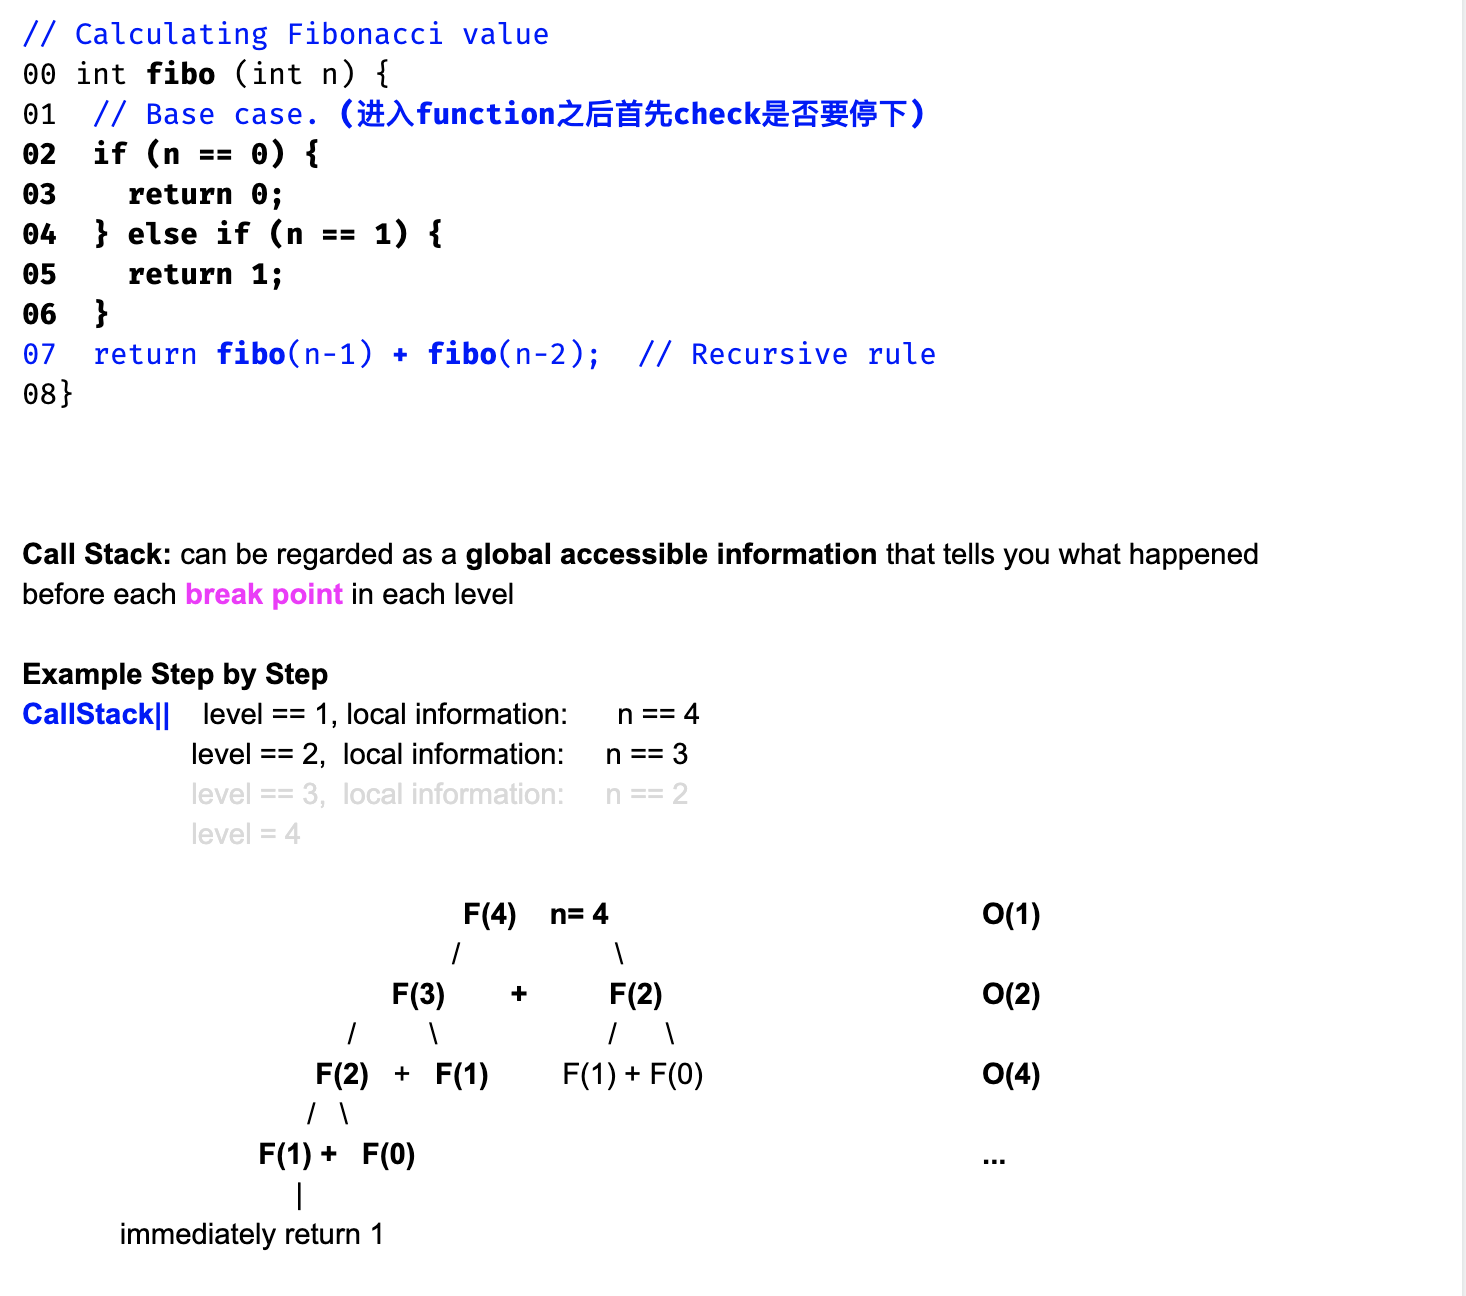 // Calculating Fibonacci value
00 int fibo (int n) {
01  // Base case. (进入function之后首先check是否要停下)
02  if (n == 0) {
03    return 0;
04  } else if (n == 1) {
05    return 1;
06  }
07  return fibo(n-1) + fibo(n-2);  // Recursive rule
08}
Call Stack: can be regarded as a global accessible information that tells you what happened
before each break point in each level
Example Step by Step
CallStack||    level == 1, local information:      n == 4
level == 2,  local information:     n == 3
level == 3,  local information:     n == 2
level = 4
F(4)    n= 4    O(1)
/    \
F(3)    +    F(2)    O(2)
/    \    /    \
F(2)  +  F(1)    F(1) + F(0)    O(4)
/  \
F(1) +  F(0)    ...
|
immediately return 1